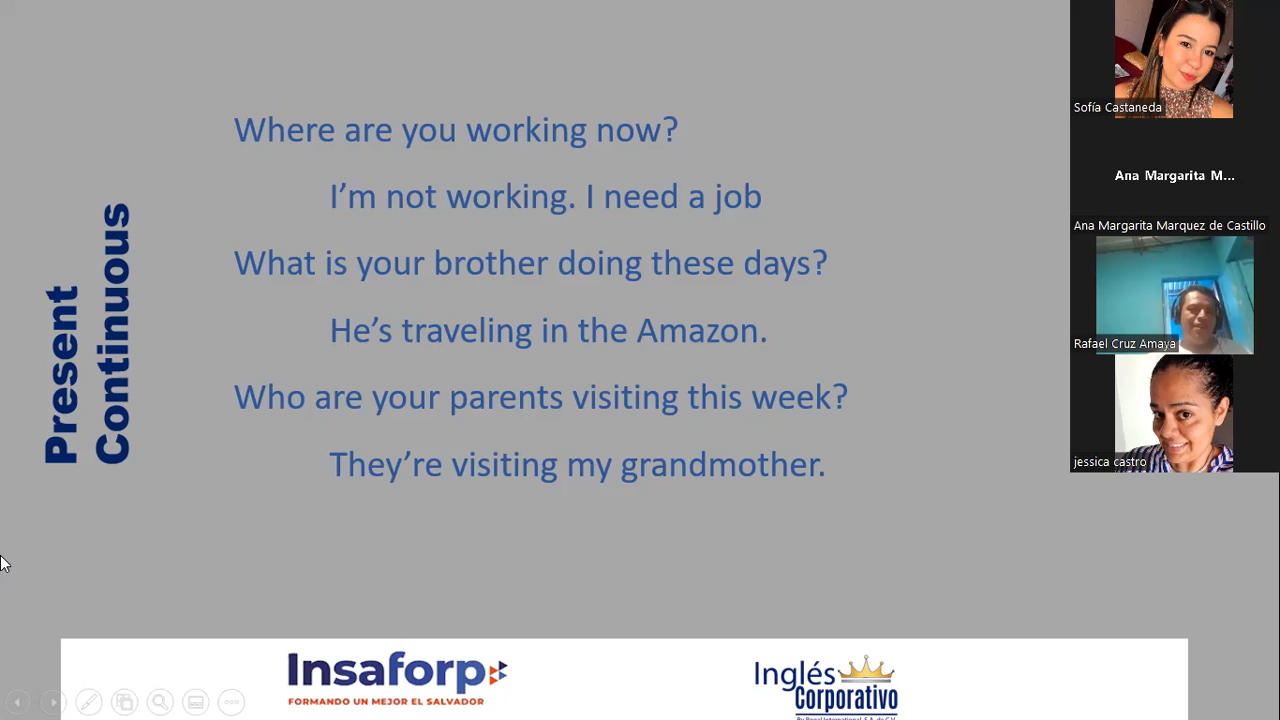 Where are you working now?
I'm not working. I need a job
What is your brother doing these days?
He's traveling in the Amazon.
Who are your parents visiting this week?
They're visiting my grandmother.
Present
Continuous
Sofía Castaneda
Ana Margarita M...
Ana Margarita Marquez de Castillo
Rafael Cruz Amaya
jessica castro
Insaforp
FORMANDO UN MEJOR EL SALVADOR
Inglés
Corporativo